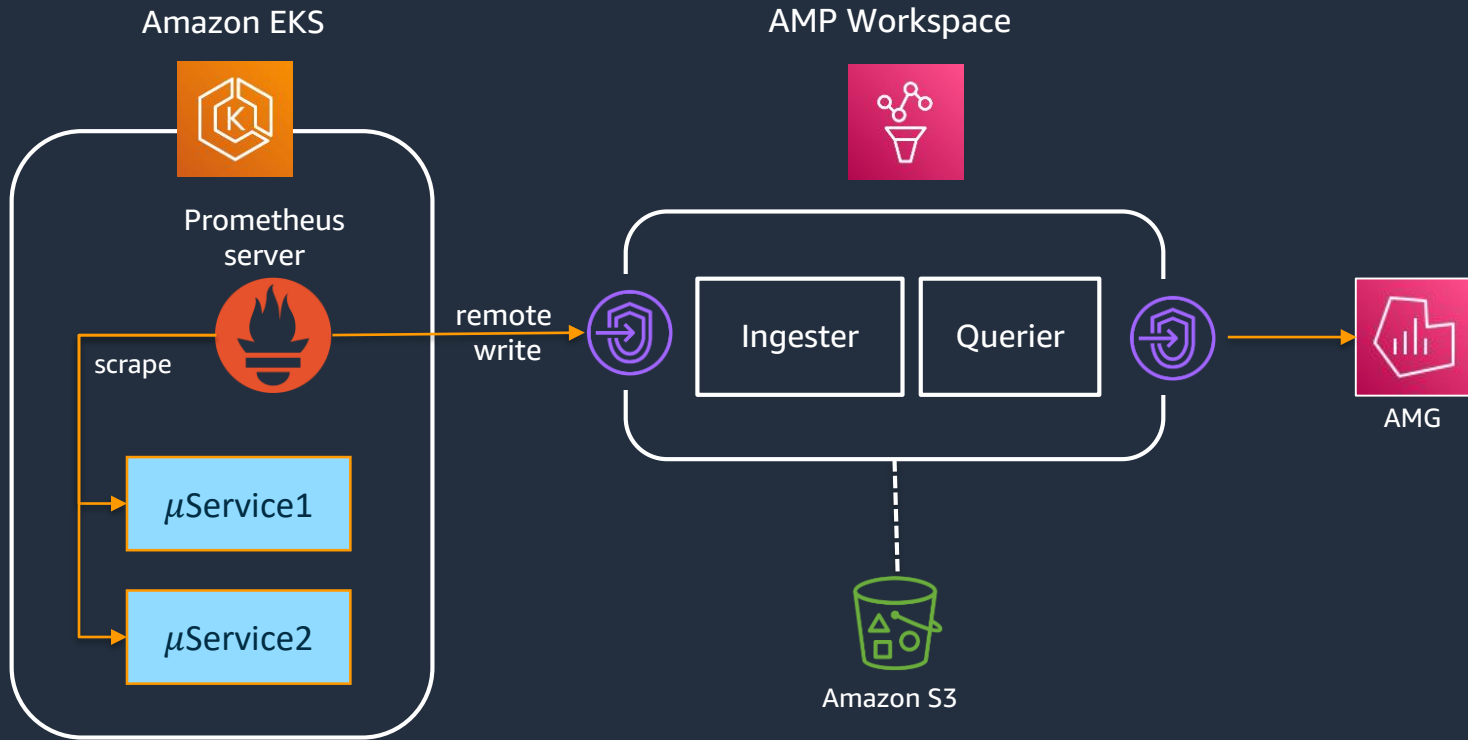 Amazon EKS
AMP Workspace
K
Prometheus
server
scrape
remote
write
Ingester
Querier
AMG
𝜇Service1
𝜇Service2
Amazon S3